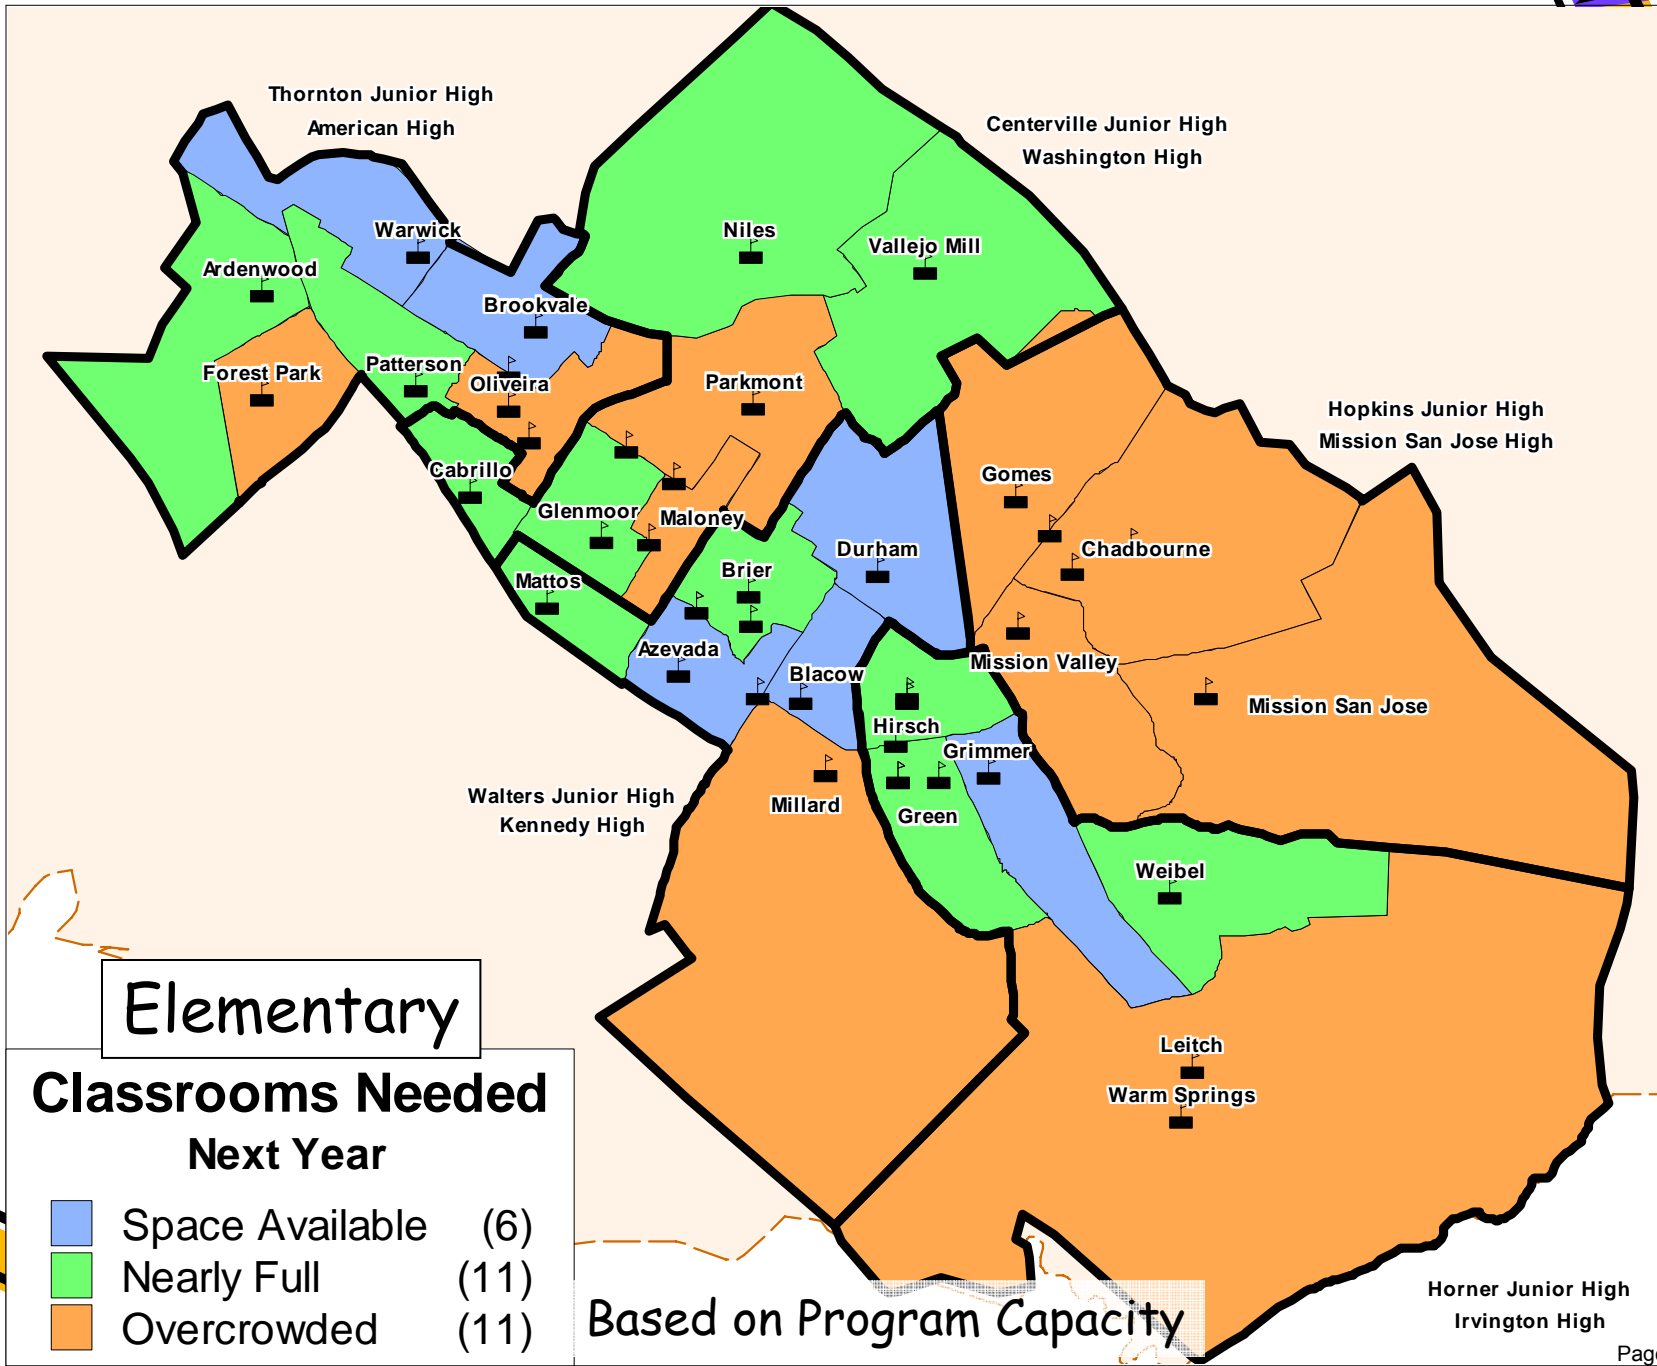 Thornton Junior High
American High
Centerville Junior High
Washington High
Warwick
Niles
Vallejo Mill
Ardenwood
Brookvale
Forest Park
Patterson
Oliveira
Parkmont
Hopkins Junior High
Mission San Jose High
Cabrillo
Gomes
Glenmoor
Maloney
Durham
Chadbourne
Mattos
Brier
Azevada
Blacow
Mission Valley
Mission San Jose
Hirsch
Grimmer
Walters Junior High
Kennedy High
Millard
Green
Weibel
Elementary
Leitch
Warm Springs
Classrooms Needed
Next Year
Space Available (6)
Nearly Full (11)
Overcrowded (11)
Based on Program Capacity
Horner Junior High
Irvington High